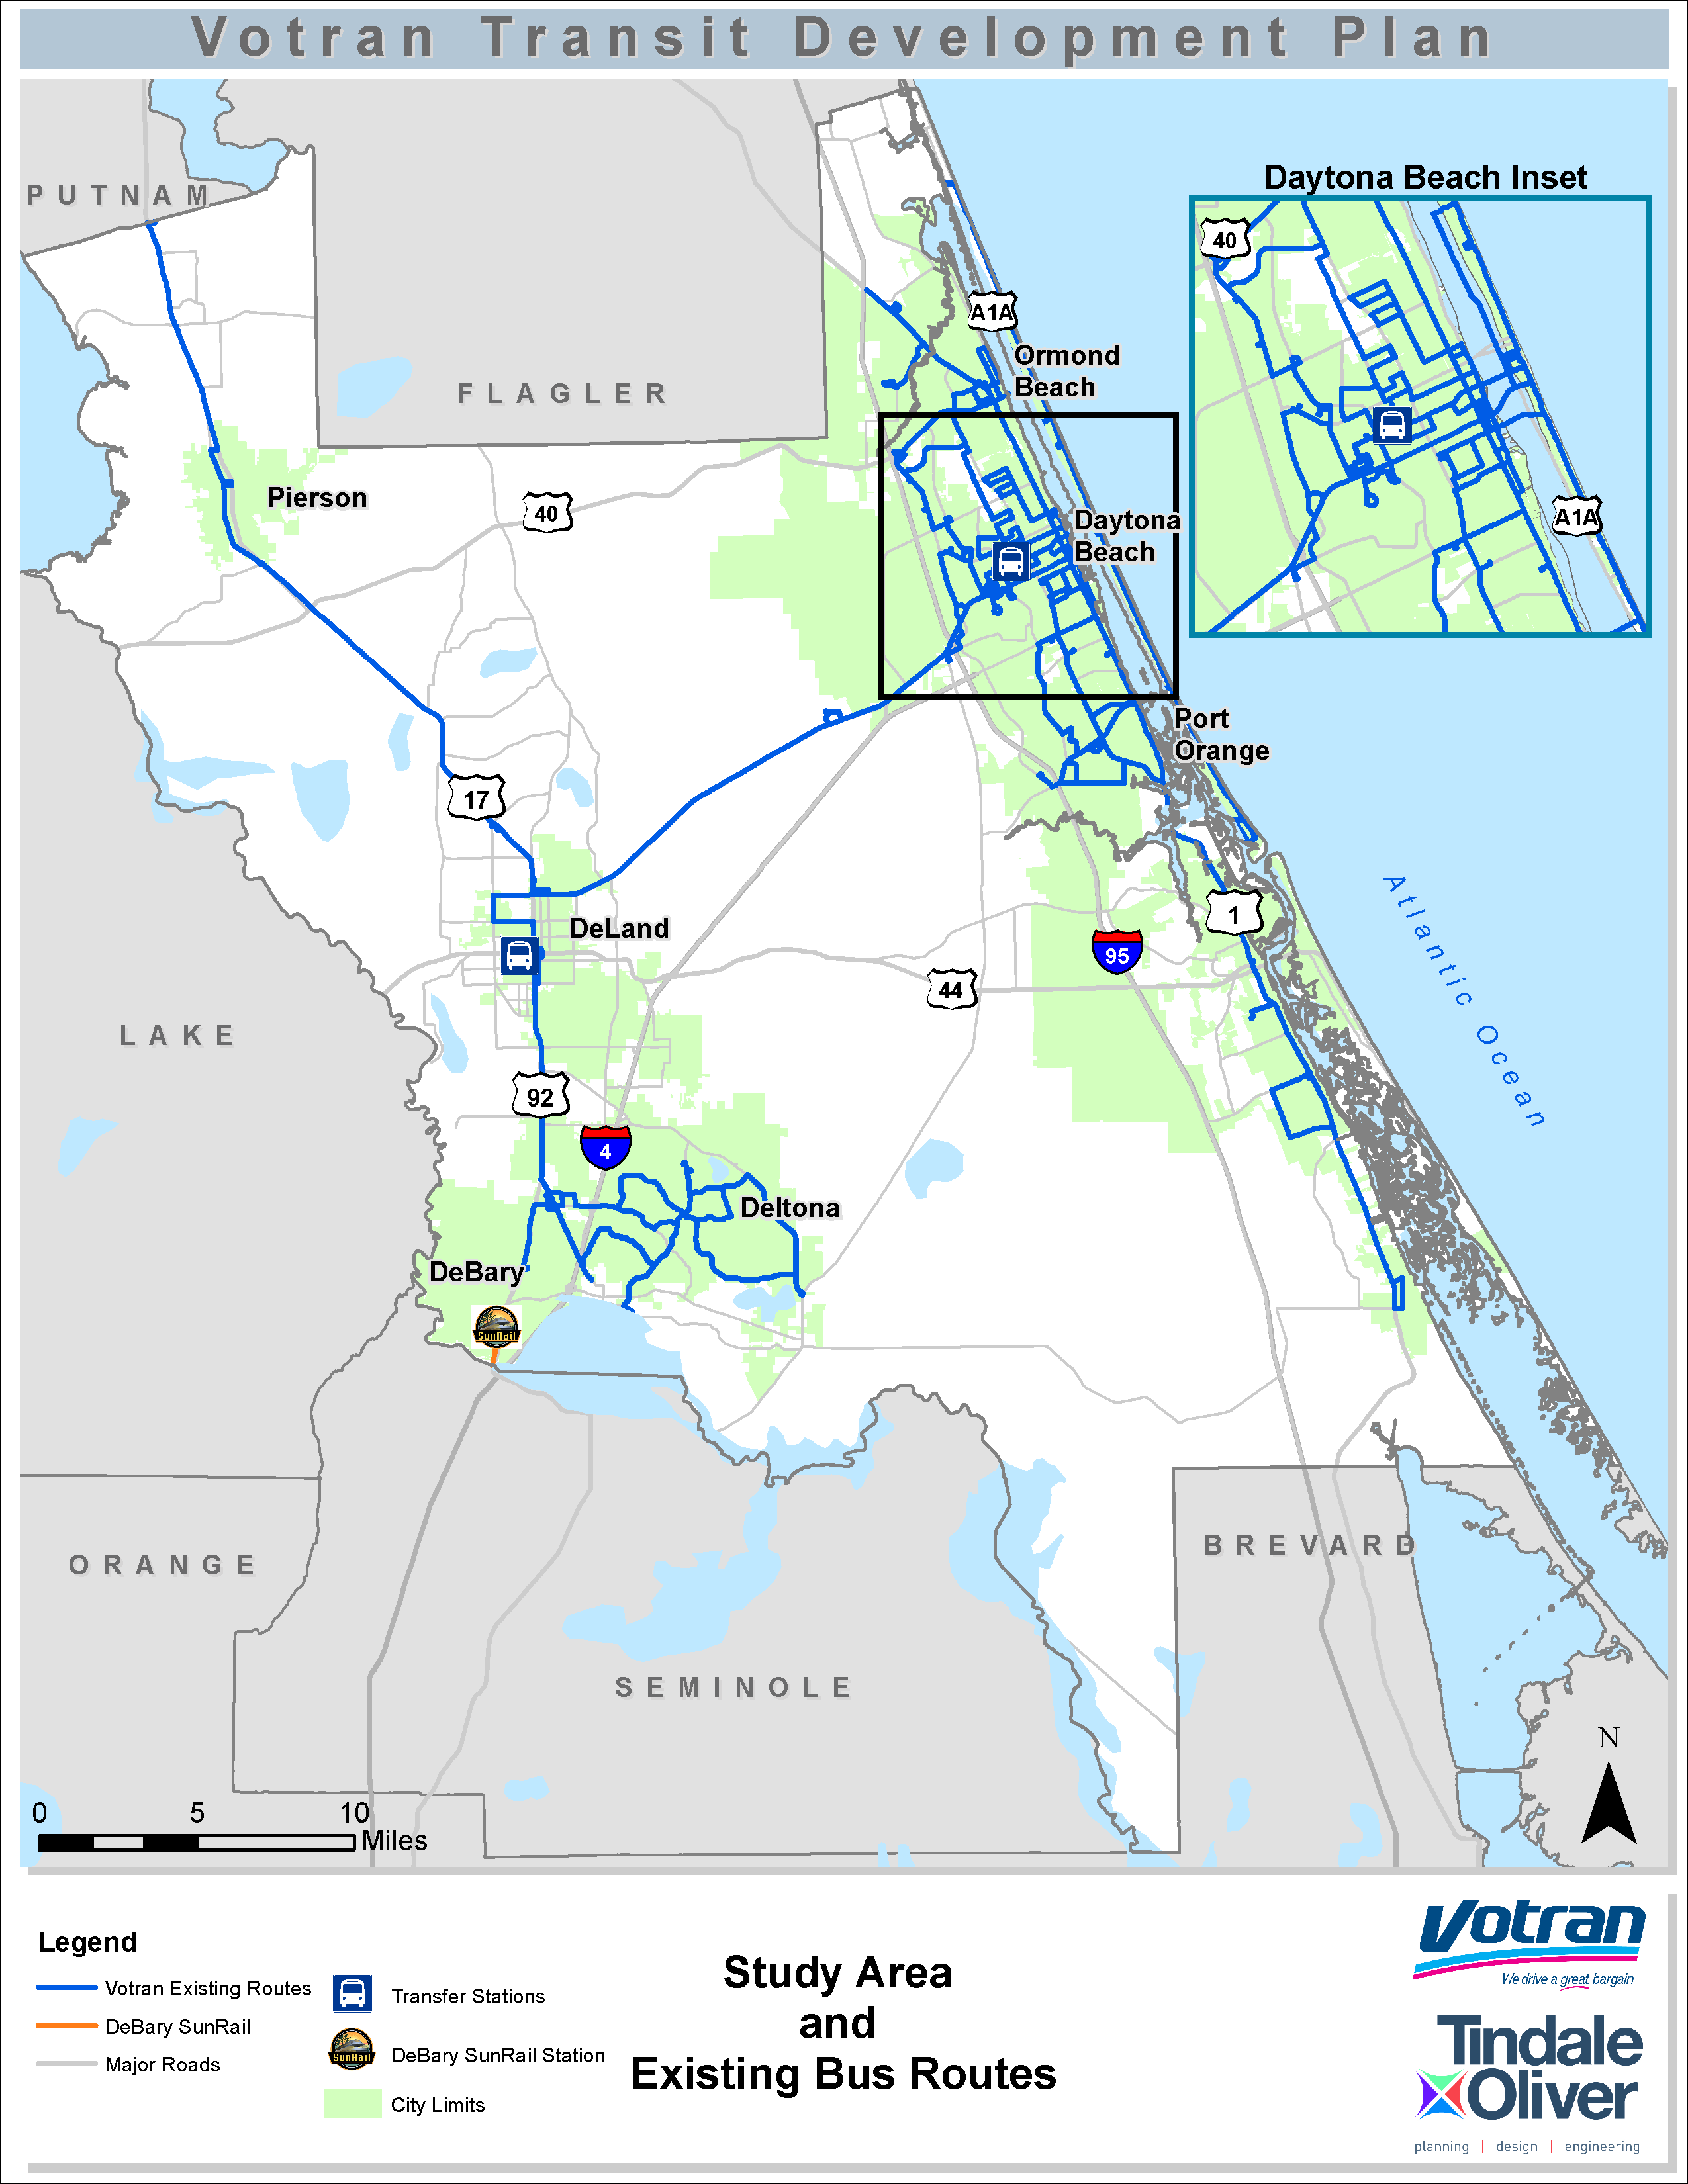 Votran Transit Development Plan
PUTNAM
Daytona Beach Inset
40
A1A
A1A
Ormond
Beach
FLAGLER
Pierson
40
Daytona
Beach
Port
Orange
17
DeLand
1
95
44
Atlantic Ocean
LAKE
92
4
Deltona
DeBary
SunRail
ORANGE
BREVARD
SEMINOLE
N
0 5 10
Miles
Legend
Votran Existing Routes
DeBary SunRail
Major Roads
Transfer Stations
SunRail
DeBary SunRail Station
City Limits
Study Area
and
Existing Bus Routes
Votran
We drive a great bargain
Tindale
Oliver
planning | design | engineering